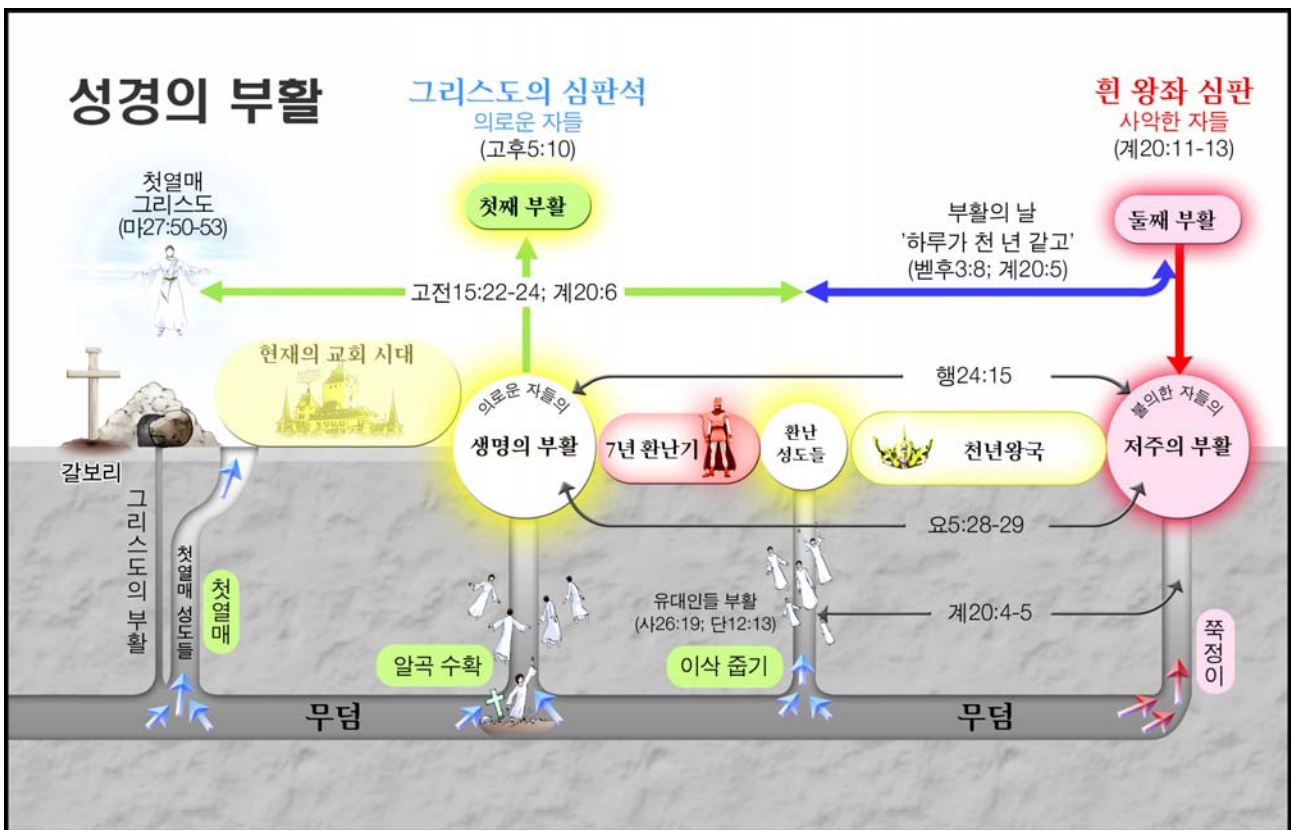 성경의 부활
그리스도의 심판석
의로운 자들
(고후5:10)
흰 왕좌 심판
사악한 자들
(계20:11-13)
첫열매
그리스도
(마27:50-53)
첫째 부활
부활의 날
'하루가 천 년 같고'
(벧후3:8; 계20:5)
둘째 부활
고전15:22-24; 계20:6
현재의 교회 시대
행24:15
의로운 자들의
생명의 부활
7년 환난기
환난
성도들
천년왕국
불의한 자들의
저주의 부활
갈보리
요5:28-29
그리스도의 부활
첫열매 성도들
첫열매
유대인들 부활
(사26:19; 단12:13)
계20:4-5
알곡 수확
이삭 줍기
쭉정이
무덤
무덤